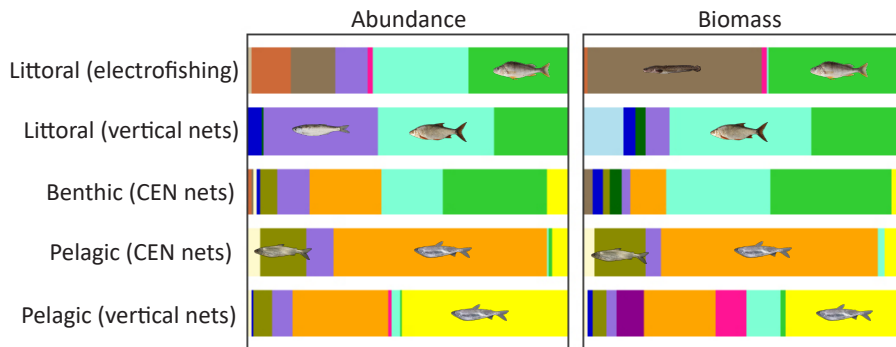 Abundance
Biomass
Littoral (electrofishing)
Littoral (vertical nets)
Benthic (CEN nets)
Pelagic (CEN nets)
Pelagic (vertical nets)